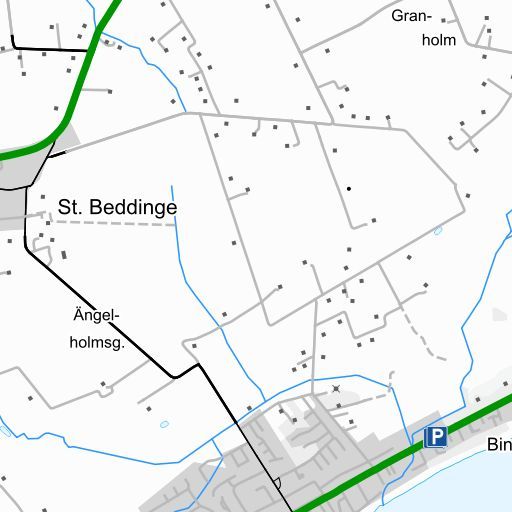 Gran-
holm
St. Beddinge
Ängel-
holmsg.
P
Bin